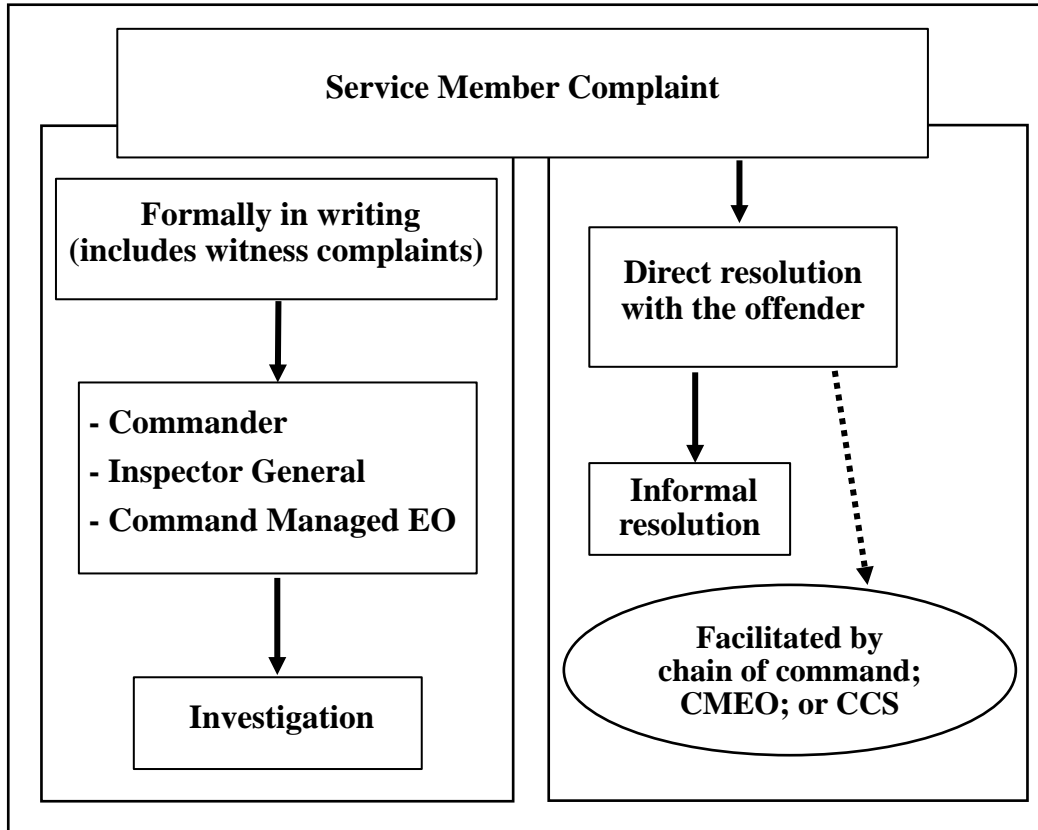 Service Member Complaint
Formally in writing
(includes witness complaints)
- Commander
- Inspector General
- Command Managed EO
Investigation
Direct resolution
with the offender
Informal
resolution
Facilitated by
chain of command;
CMEO; or CCS